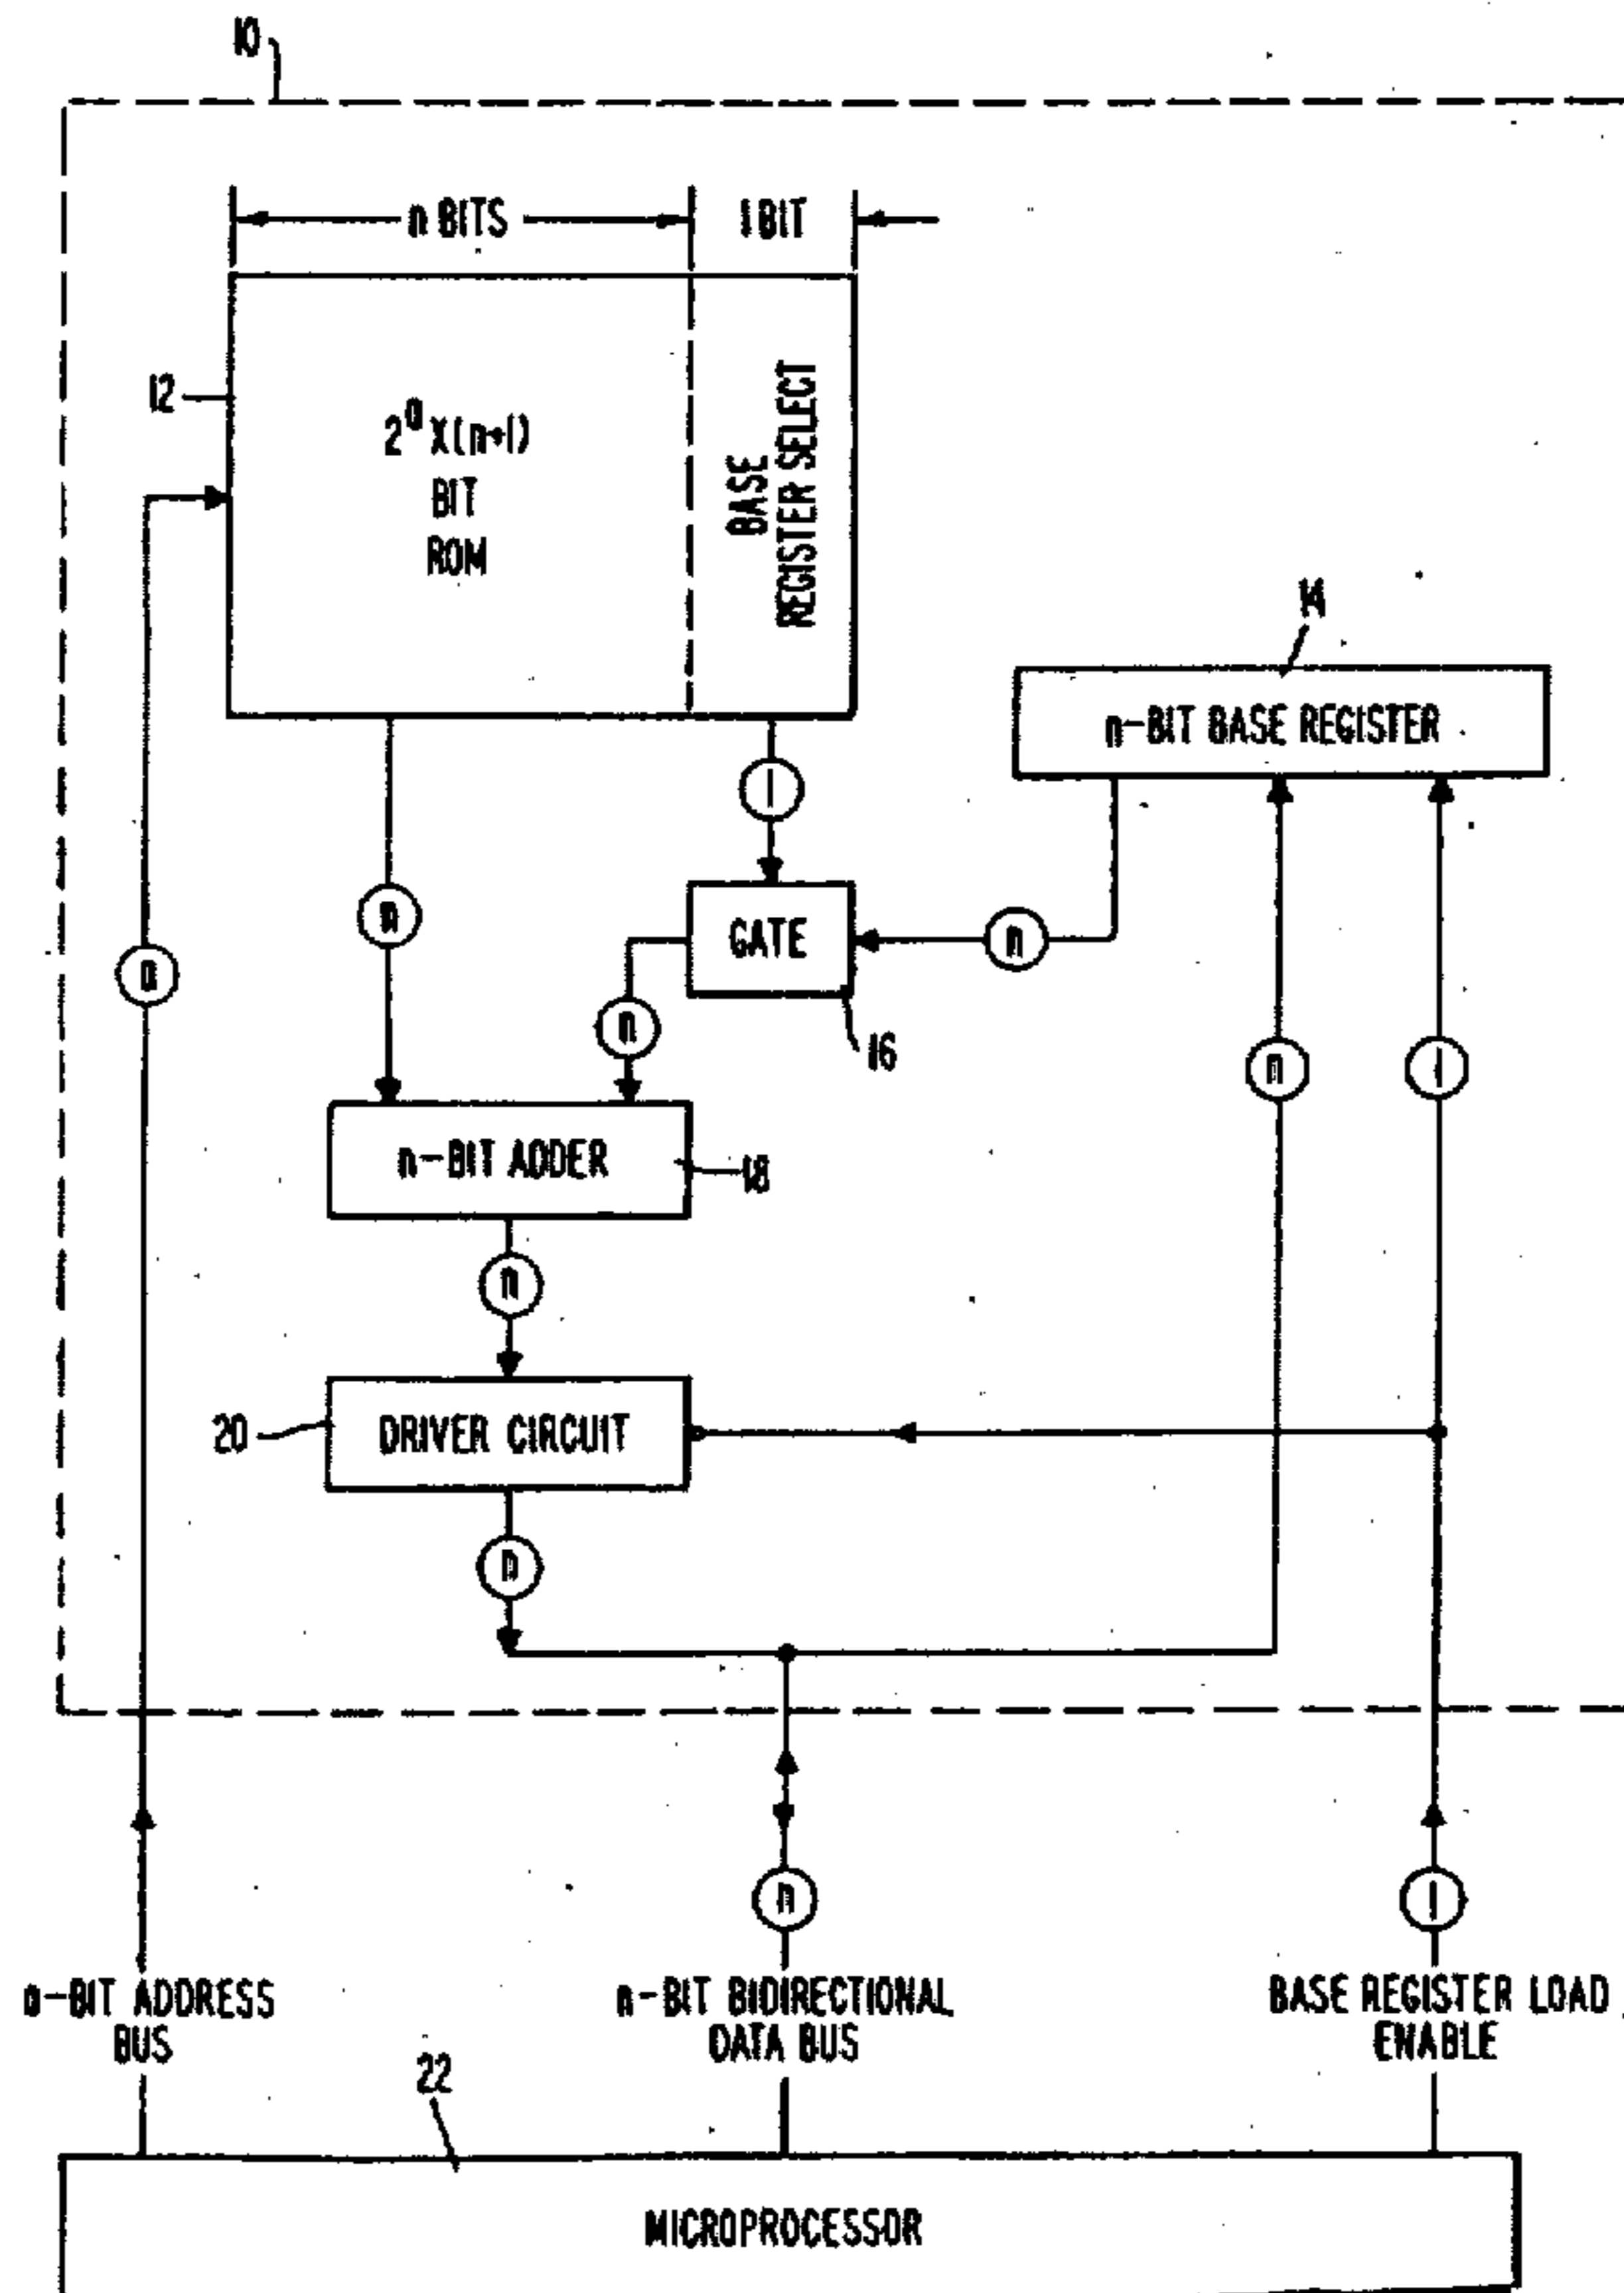 10
n BITS
1 BIT
12
2ᵃ X(n+1)
BIT
ROM
BASE
REGISTER SELECT
14
n-BIT BASE REGISTER
1
n
GATE
n
a
n
16
n
1
n-BIT ADDER
18
n
20
DRIVER CIRCUIT
n
n
1
a-BIT ADDRESS
BUS
n-BIT BIDIRECTIONAL
DATA BUS
BASE REGISTER LOAD
ENABLE
22
MICROPROCESSOR